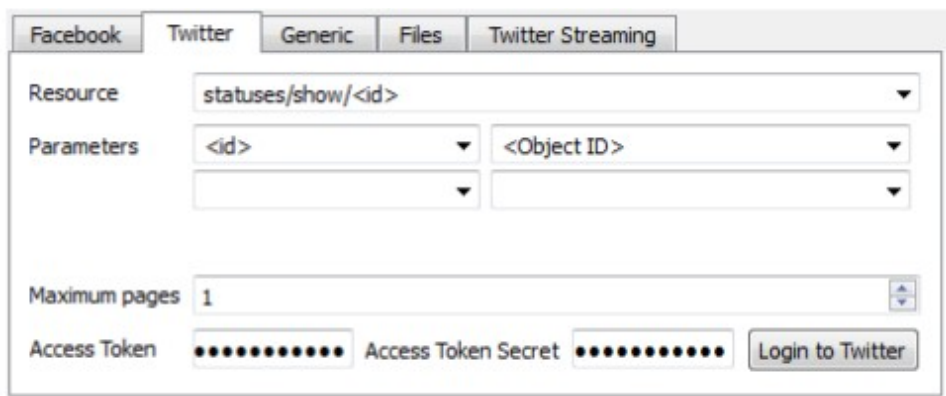 Facebook Twitter Generic Files Twitter Streaming
Resource statuses/show/<id>
Parameters <id> <Object ID>
Maximum pages 1
Access Token ●●●●●●●●●●● Access Token Secret ●●●●●●●●●●● Login to Twitter